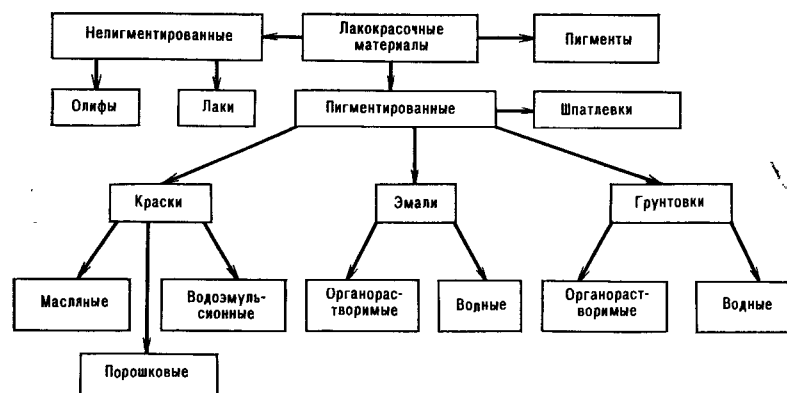 Непигментированные
Лакокрасочные
материалы
Пигменты
Олифы
Лаки
Пигментированные
Шпатлевки
Краски
Эмали
Грунтовки
Масляные
Водоэмуль-
сионные
Органорас-
творимые
Водные
Органораст-
воримые
Водные
Порошковые